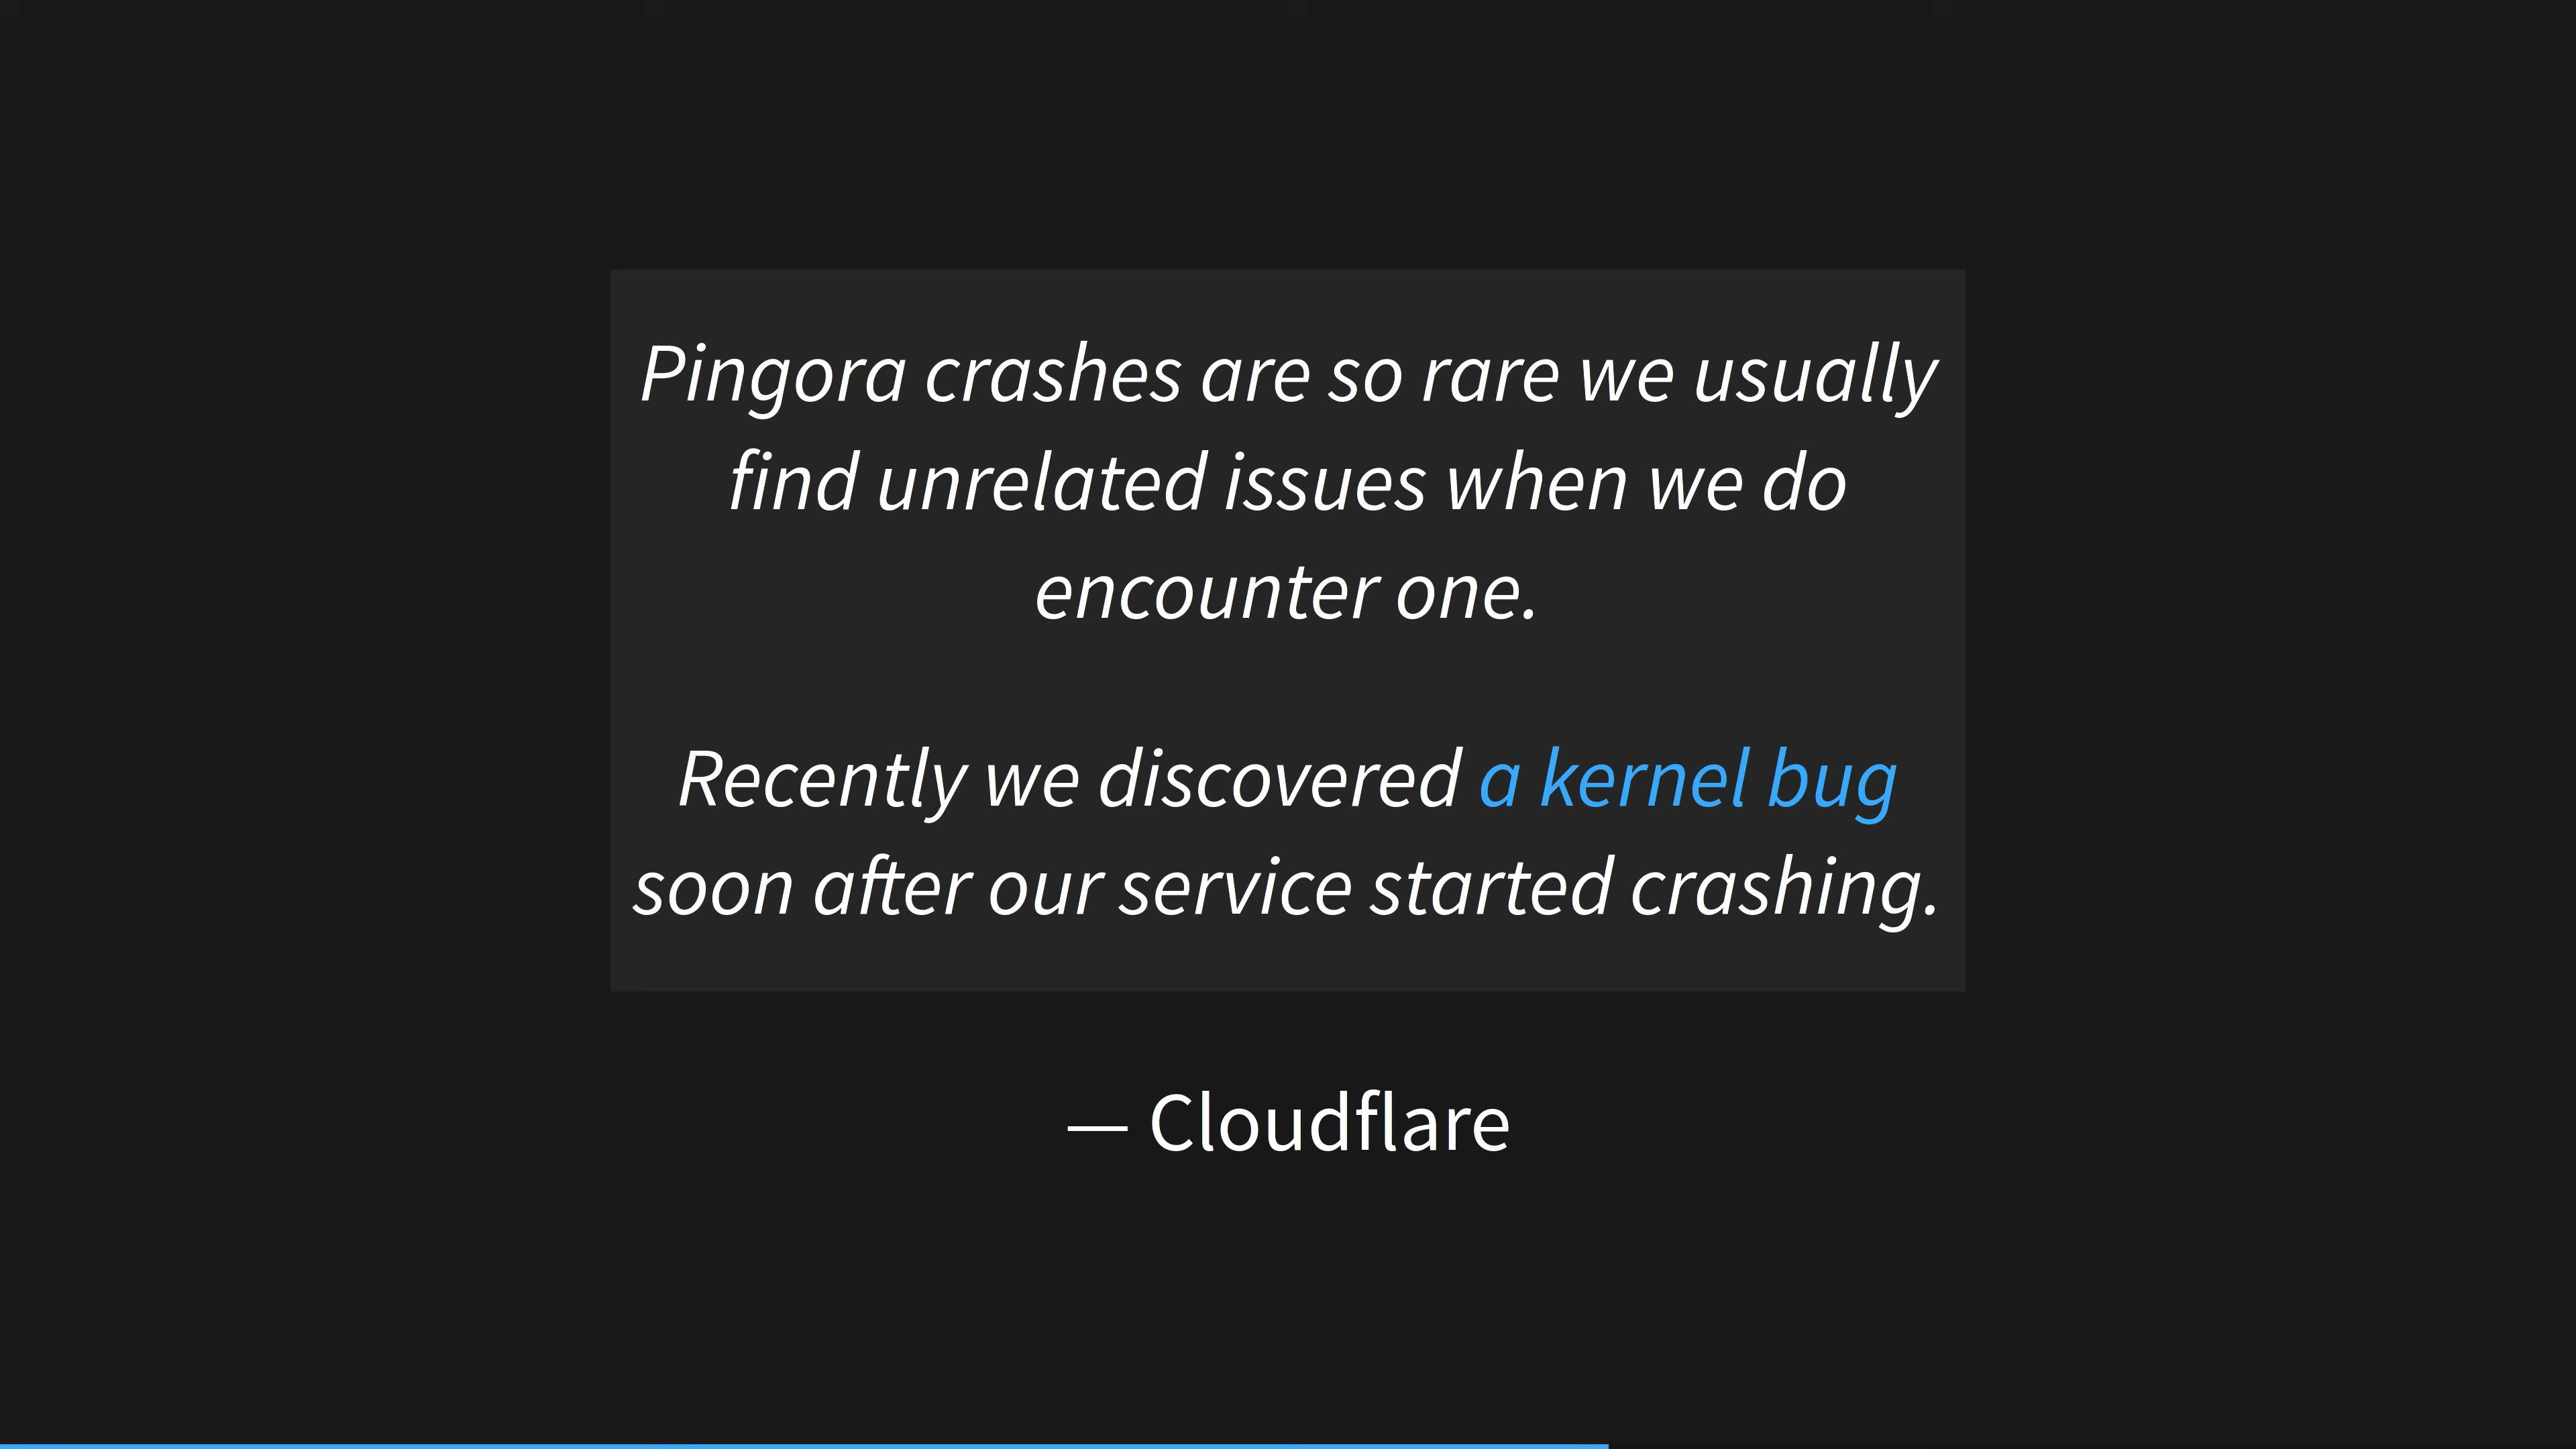 Pingora crashes are so rare we usually
find unrelated issues when we do
encounter one.
Recently we discovered a kernel bug
soon after our service started crashing.
— Cloudflare